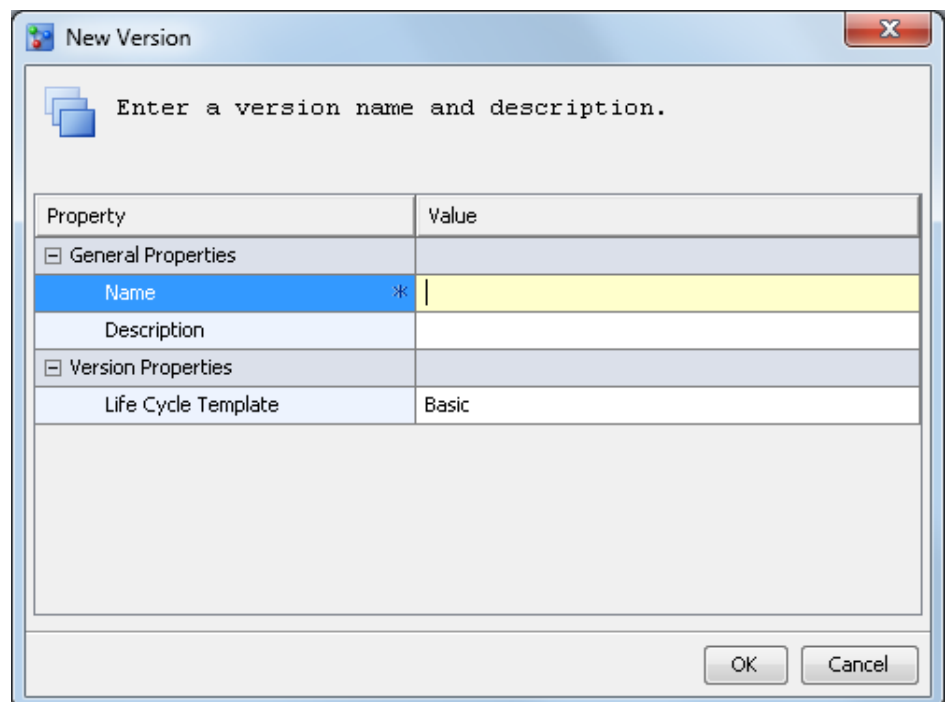 New Version
Enter a version name and description.
Property Value
General Properties
Name *
Description
Version Properties
Life Cycle Template Basic
OK Cancel